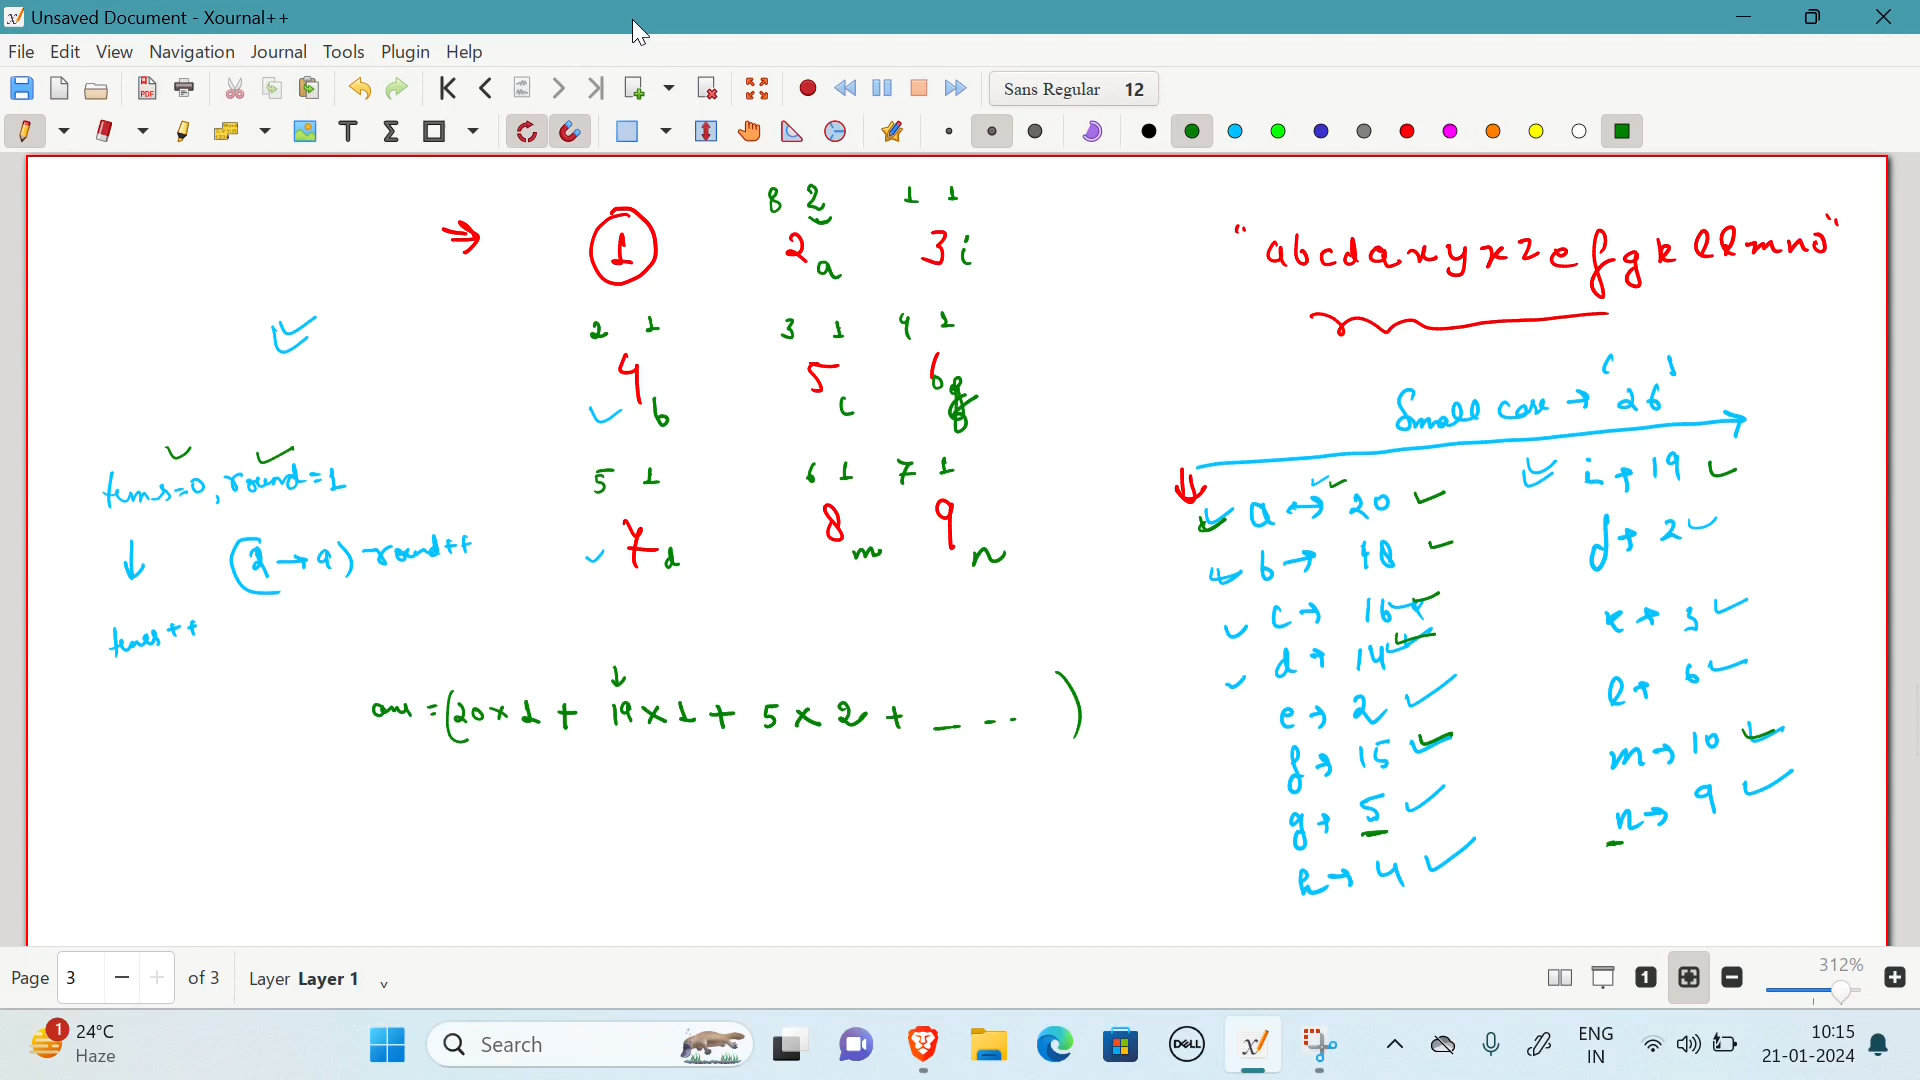 Unsaved Document - Xournal++
File Edit View Navigation Journal Tools Plugin Help
Sans Regular 12
8 2 1 1
1 2 a 3 i
"abcdaxyxzefgkllmno"
2 1 3 1 4 1
4 b 5 c 6 f
Small case → 26
5 1 6 1 7 1
7 d 8 m 9 n
tems=0, round=1
(2→9) round++
tems++
ans = (20×1 + 19×1 + 5×2 + _ - --)
a ↔ 20
b → 18
c → 16
d → 14
e → 2
f → 15
g → 5
h → 4
i → 19
j → 2
k → 3
l → 6
m → 10
n → 9
Page 3 of 3 Layer Layer 1
312%
1
24°C
Haze
Search
DELL
ENG
IN
10:15
21-01-2024